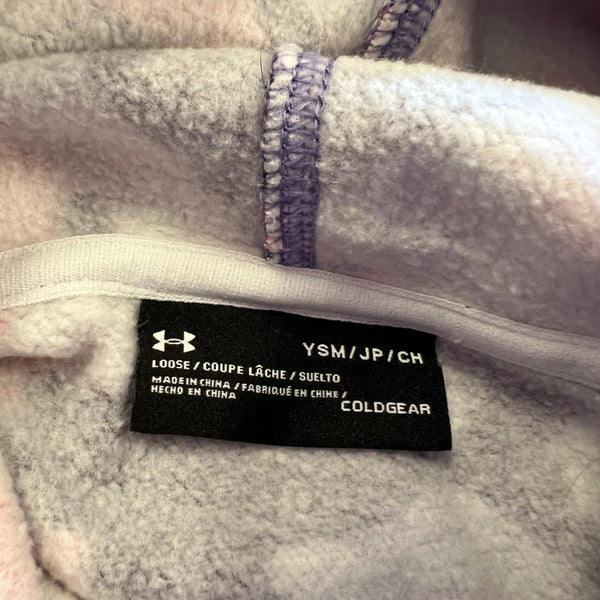 YSM/JP/CH
LOOSE / COUPE LÂCHE / SUELTO
MADE IN CHINA / FABRIQUÉ EN CHINE /
HECHO EN CHINA
COLDGEAR